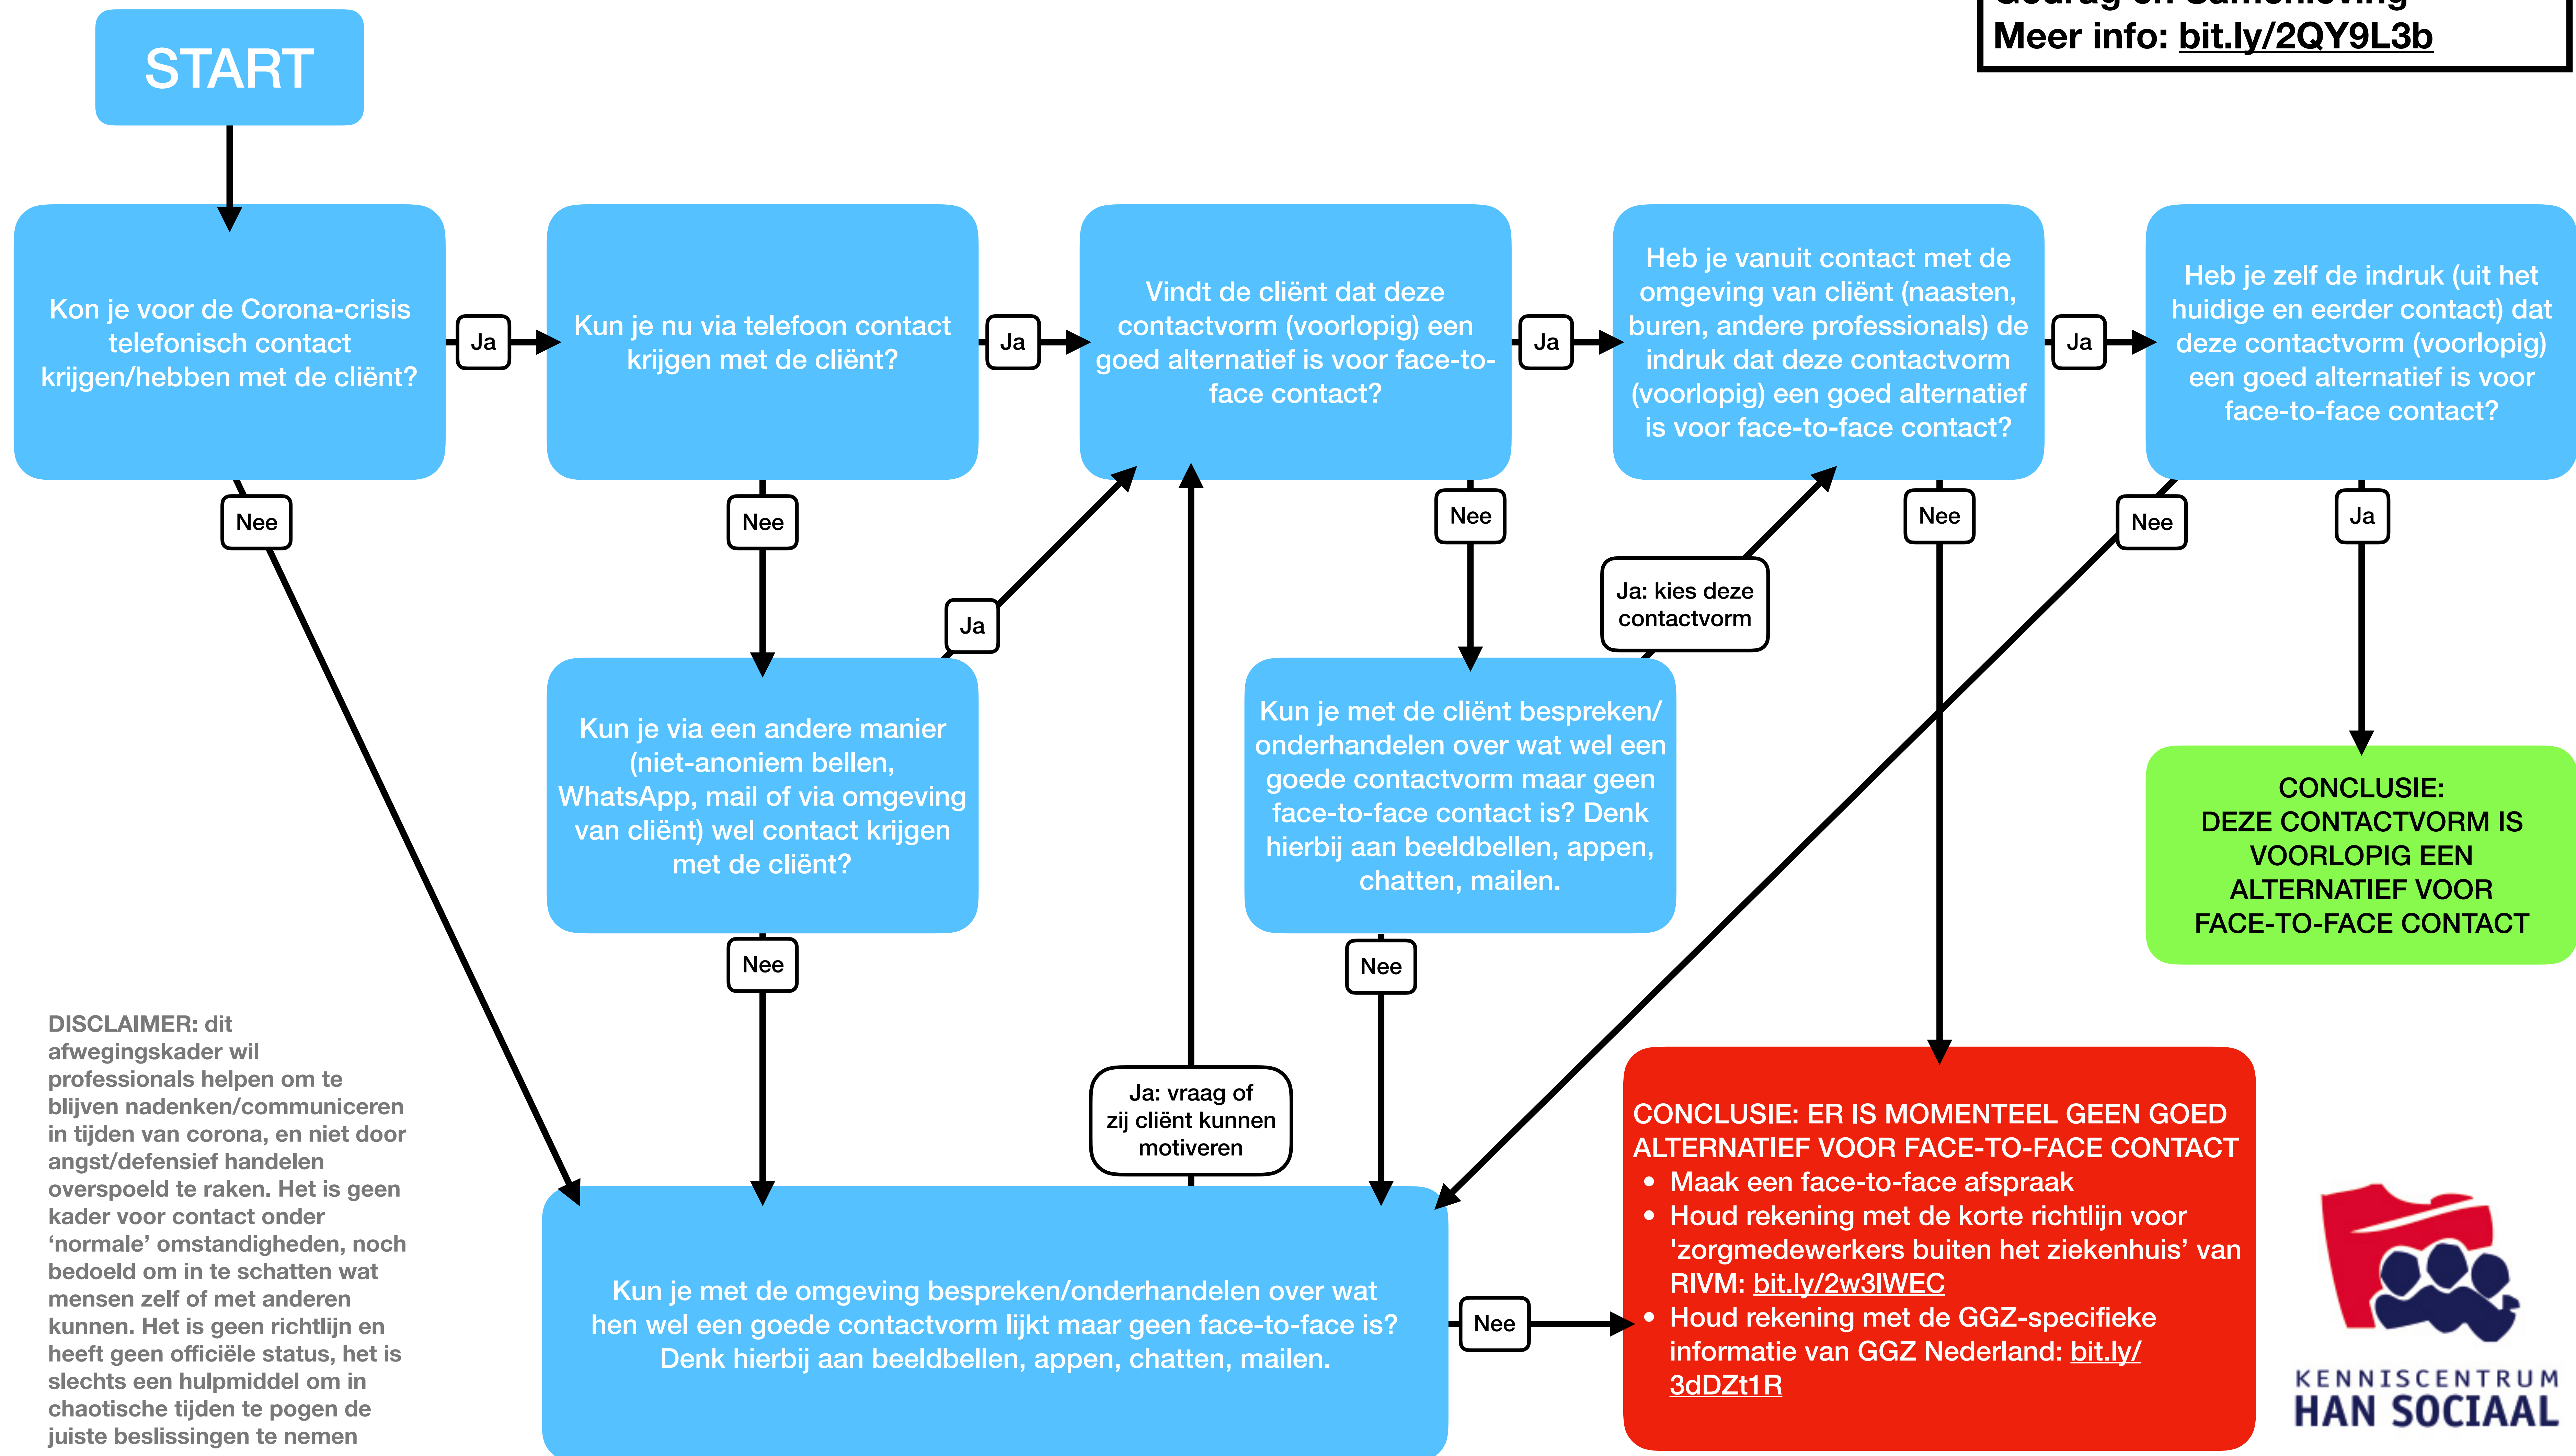 Gedrag en Samenleving
Meer info: bit.ly/2QY9L3b
START
Kon je voor de Corona-crisis
telefonisch contact
krijgen/hebben met de cliënt?
Ja
Kun je nu via telefoon contact
krijgen met de cliënt?
Ja
Vindt de cliënt dat deze
contactvorm (voorlopig) een
goed alternatief is voor face-to-
face contact?
Ja
Heb je vanuit contact met de
omgeving van cliënt (naasten,
buren, andere professionals) de
indruk dat deze contactvorm
(voorlopig) een goed alternatief
is voor face-to-face contact?
Ja
Heb je zelf de indruk (uit het
huidige en eerder contact) dat
deze contactvorm (voorlopig)
een goed alternatief is voor
face-to-face contact?
Nee
Nee
Nee
Nee
Nee
Ja
Ja
Ja: kies deze
contactvorm
Kun je via een andere manier
(niet-anoniem bellen,
WhatsApp, mail of via omgeving
van cliënt) wel contact krijgen
met de cliënt?
Kun je met de cliënt bespreken/
onderhandelen over wat wel een
goede contactvorm maar geen
face-to-face contact is? Denk
hierbij aan beeldbellen, appen,
chatten, mailen.
CONCLUSIE:
DEZE CONTACTVORM IS
VOORLOPIG EEN
ALTERNATIEF VOOR
FACE-TO-FACE CONTACT
Nee
Nee
DISCLAIMER: dit
afwegingskader wil
professionals helpen om te
blijven nadenken/communiceren
in tijden van corona, en niet door
angst/defensief handelen
overspoeld te raken. Het is geen
kader voor contact onder
‘normale’ omstandigheden, noch
bedoeld om in te schatten wat
mensen zelf of met anderen
kunnen. Het is geen richtlijn en
heeft geen officiële status, het is
slechts een hulpmiddel om in
chaotische tijden te pogen de
juiste beslissingen te nemen
Ja: vraag of
zij cliënt kunnen
motiveren
Kun je met de omgeving bespreken/onderhandelen over wat
hen wel een goede contactvorm lijkt maar geen face-to-face is?
Denk hierbij aan beeldbellen, appen, chatten, mailen.
Nee
CONCLUSIE: ER IS MOMENTEEL GEEN GOED
ALTERNATIEF VOOR FACE-TO-FACE CONTACT
• Maak een face-to-face afspraak
• Houd rekening met de korte richtlijn voor
'zorgmedewerkers buiten het ziekenhuis’ van
RIVM: bit.ly/2w3lWEC
• Houd rekening met de GGZ-specifieke
informatie van GGZ Nederland: bit.ly/
3dDZt1R
KENNISCENTRUM
HAN SOCIAAL